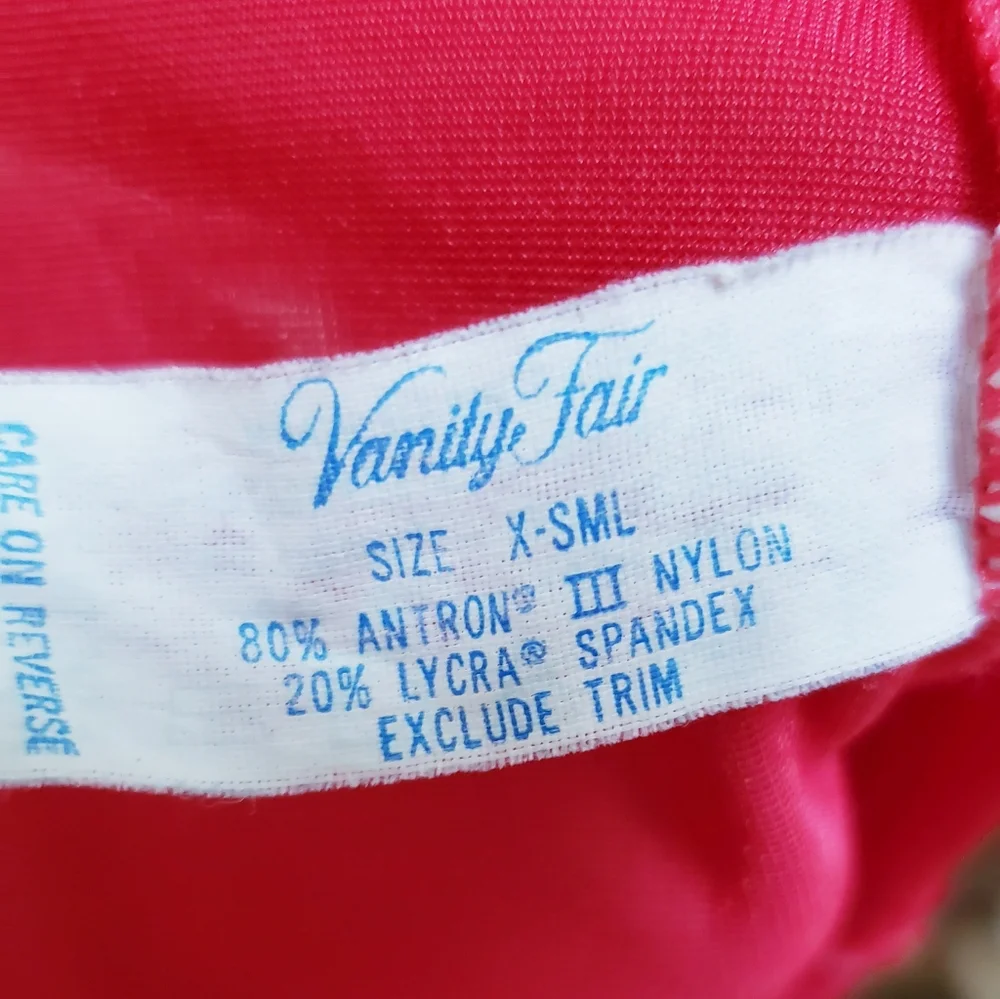 Vanity Fair
SIZE X-SML
80% ANTRON® III NYLON
20% LYCRA® SPANDEX
EXCLUDE TRIM
CARE ON REVERSE